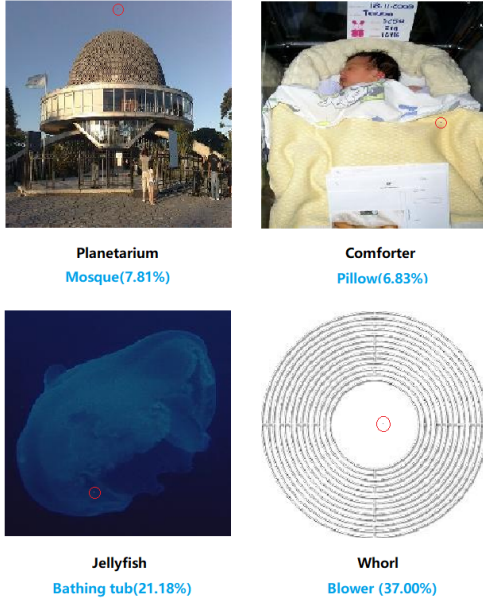 Planetarium
Mosque(7.81%)
Comforter
Pillow(6.83%)
Jellyfish
Bathing tub(21.18%)
Whorl
Blower (37.00%)